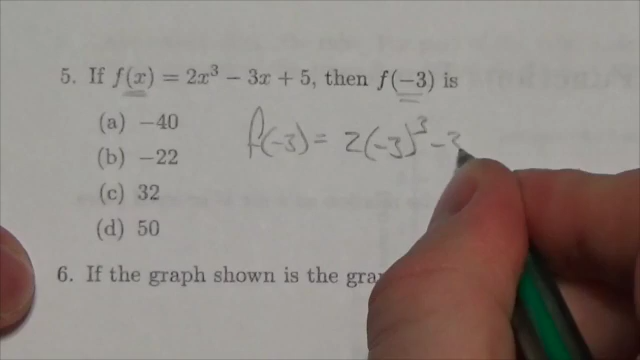 5. If f(x) = 2x³ − 3x + 5, then f(−3) is
(a) −40
(b) −22
(c) 32
(d) 50
f(-3) = 2(-3)³ - 3
6. If the graph shown is the gra